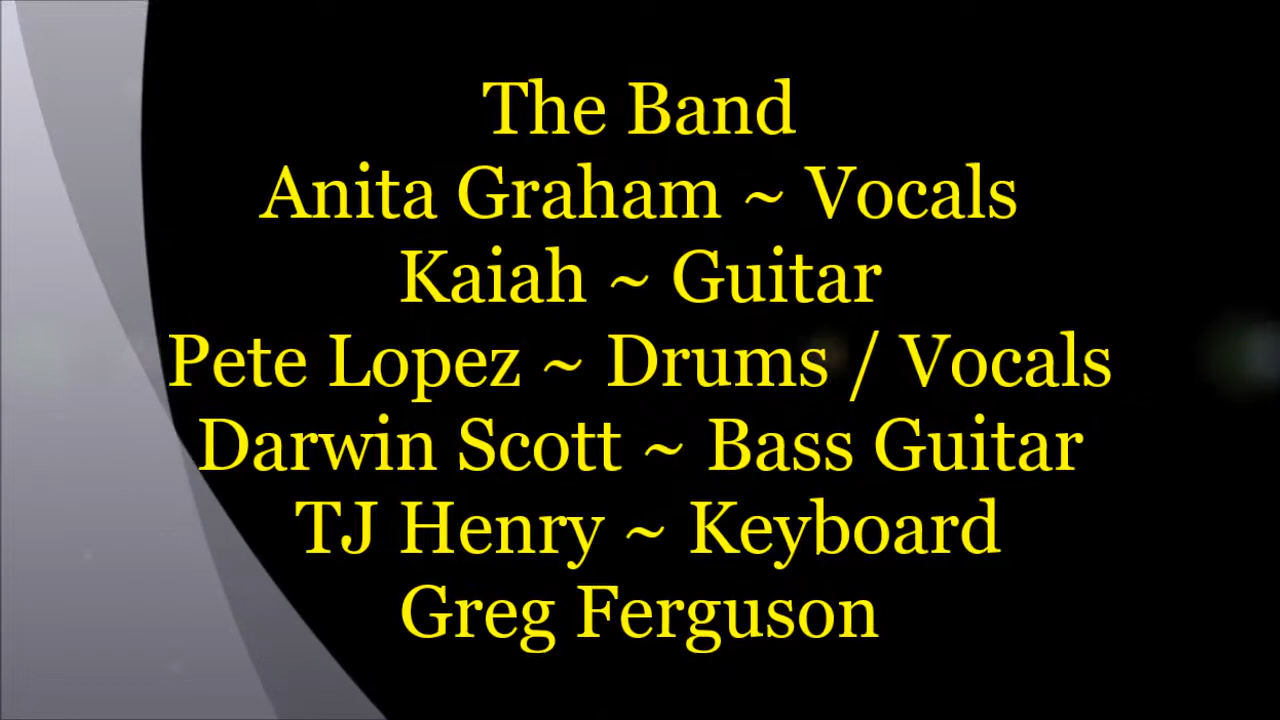 The Band
Anita Graham ~ Vocals
Kaiah ~ Guitar
Pete Lopez ~ Drums / Vocals
Darwin Scott ~ Bass Guitar
TJ Henry ~ Keyboard
Greg Ferguson